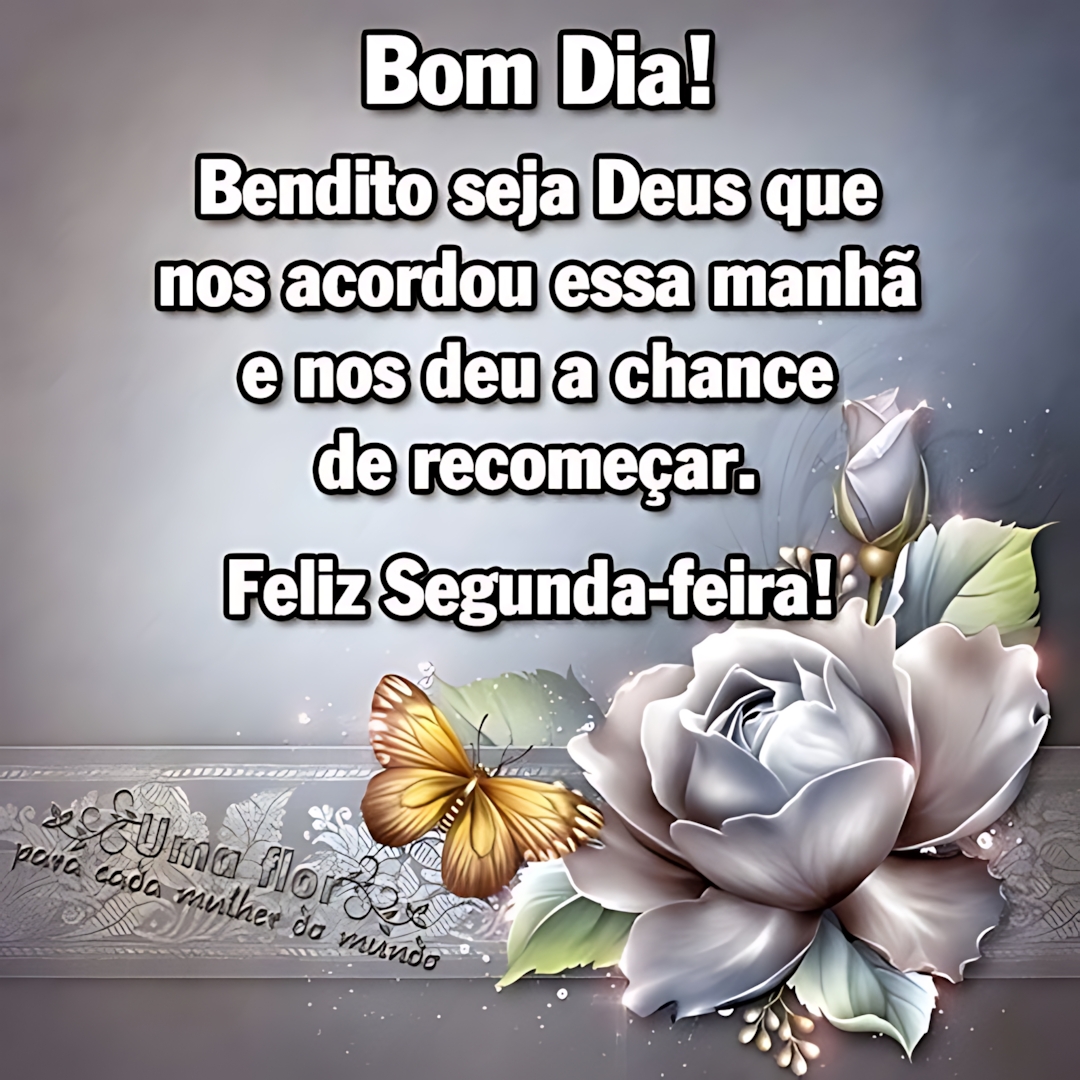 Bom Dia!
Bendito seja Deus que
nos acordou essa manhã
e nos deu a chance
de recomeçar.
Feliz Segunda-feira!
Uma flor
para cada mulher do mundo